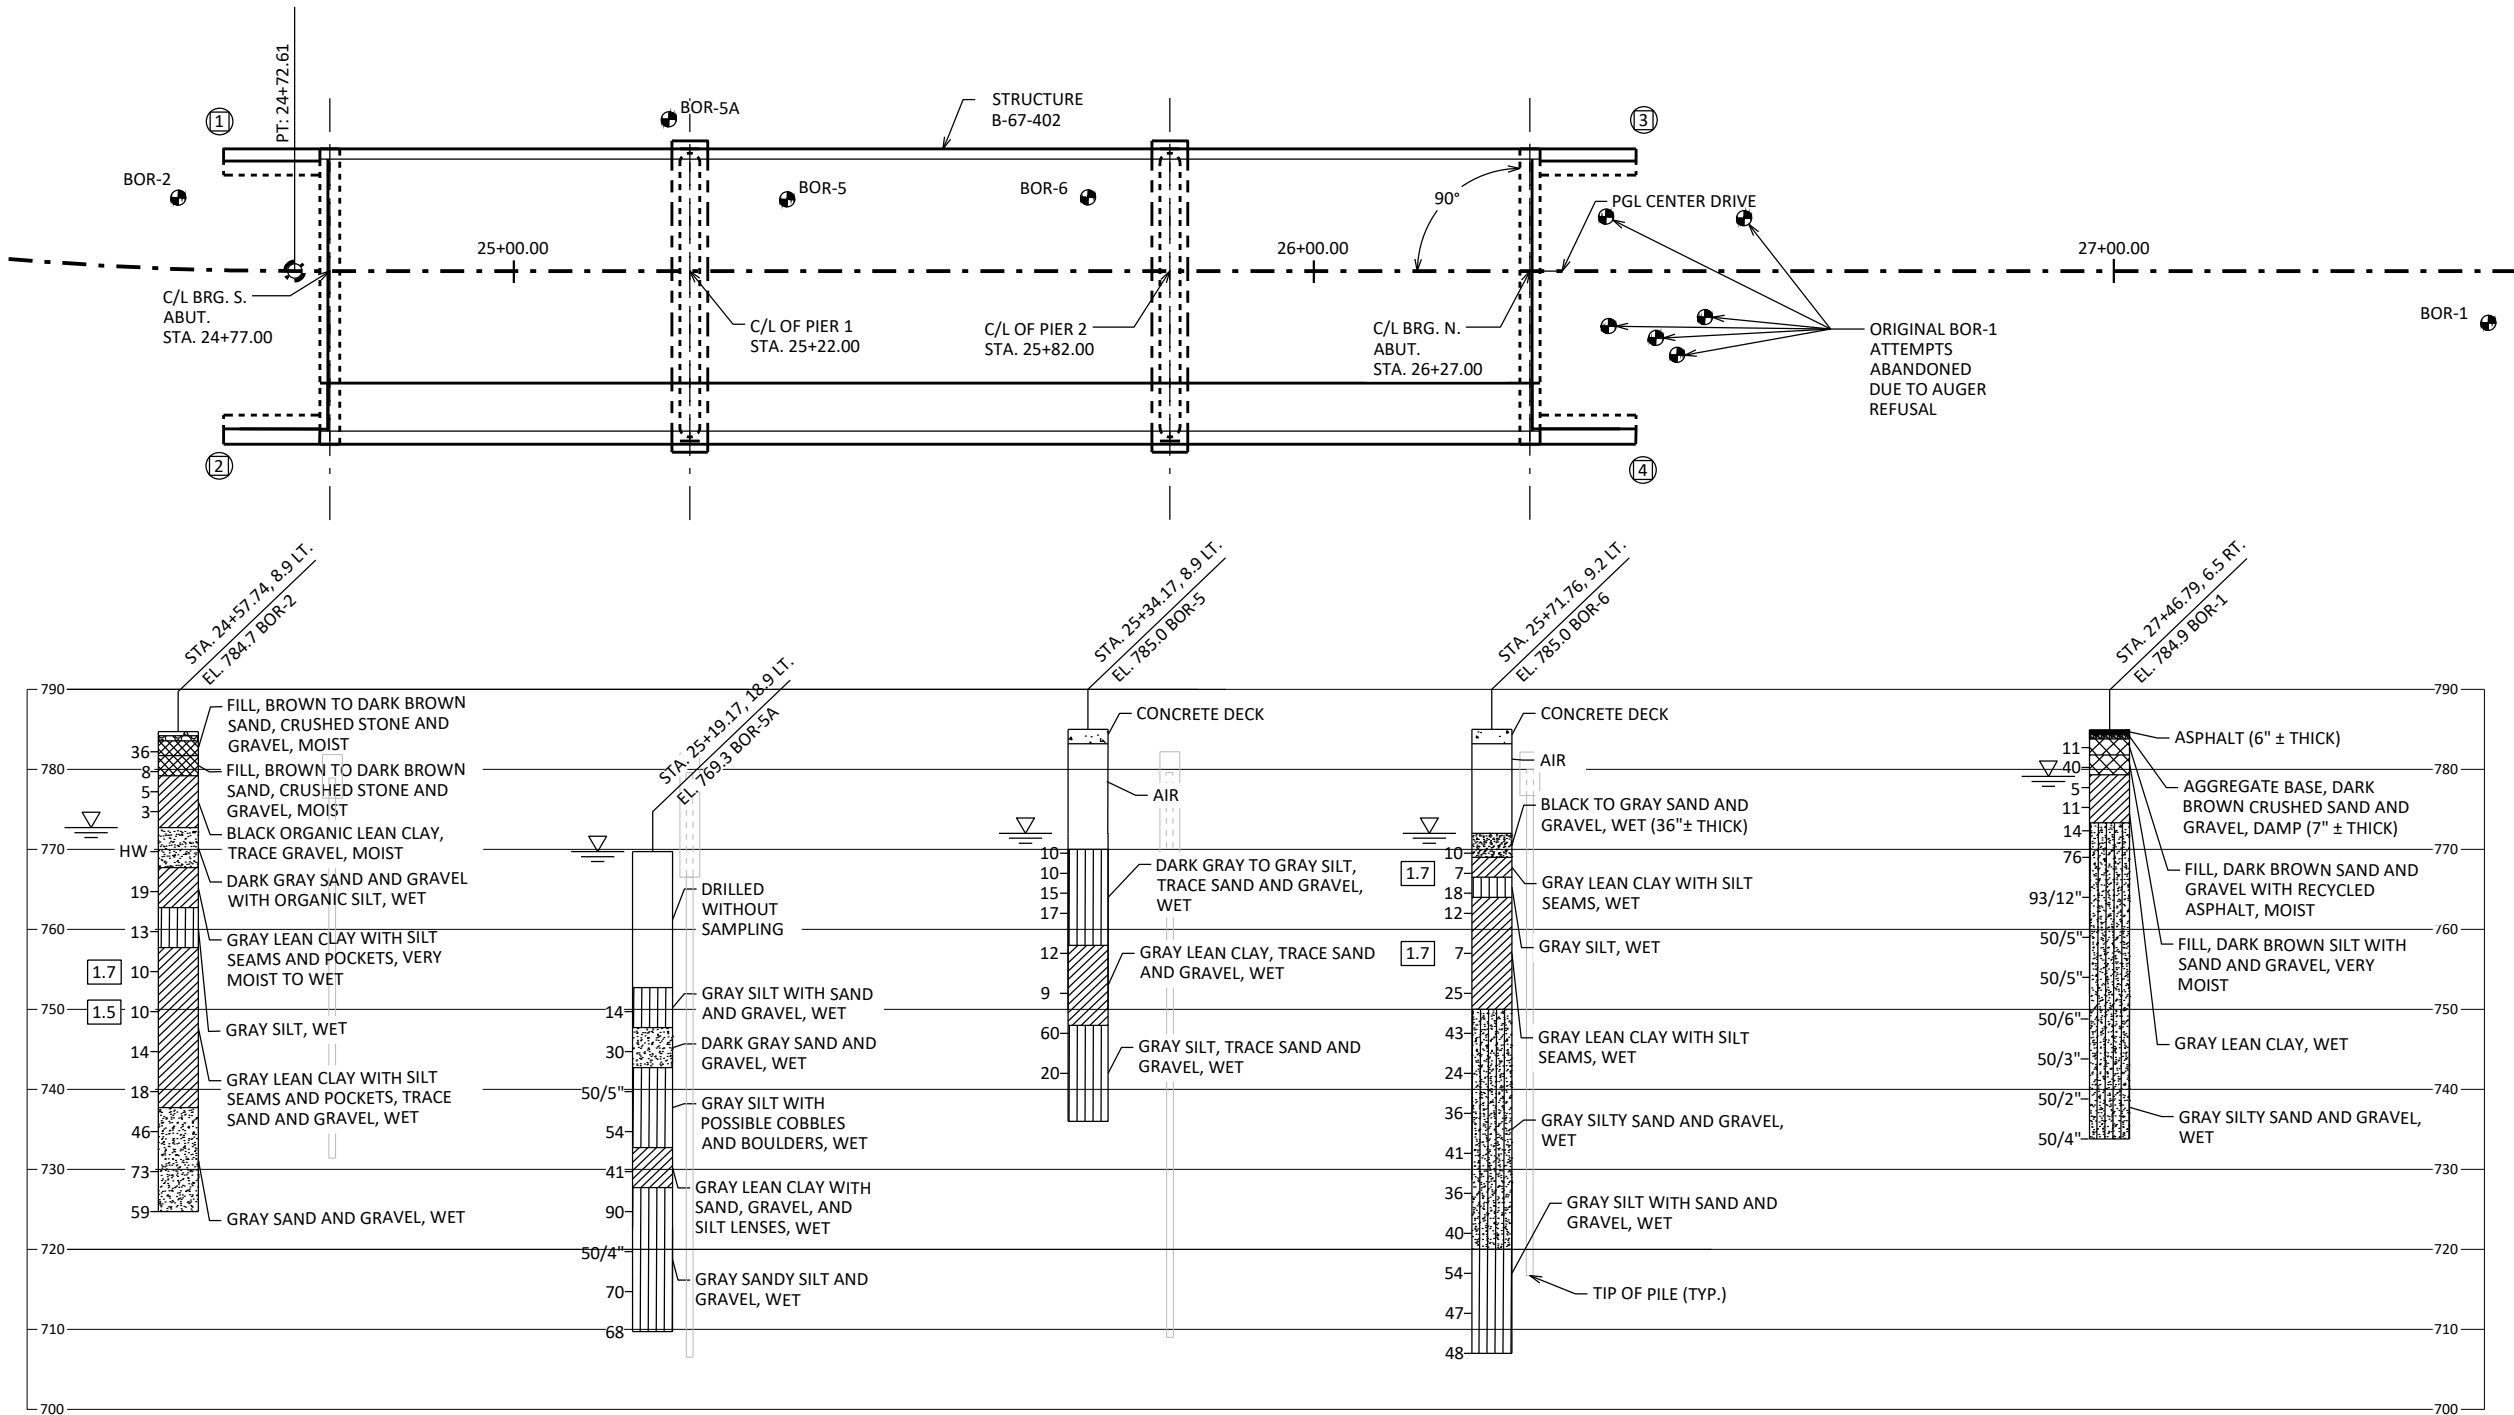 PT: 24+72.61
1
BOR-5A
STRUCTURE
B-67-402
3
BOR-2
BOR-5
BOR-6
90°
PGL CENTER DRIVE
25+00.00
26+00.00
27+00.00
C/L BRG. S.
ABUT.
STA. 24+77.00
C/L OF PIER 1
STA. 25+22.00
C/L OF PIER 2
STA. 25+82.00
C/L BRG. N.
ABUT.
STA. 26+27.00
ORIGINAL BOR-1
ATTEMPTS
ABANDONED
DUE TO AUGER
REFUSAL
BOR-1
2
4
STA. 24+57.74, 8.9 LT.
EL. 784.7 BOR-2
STA. 25+19.17, 18.9 LT.
EL. 769.3 BOR-5A
STA. 25+34.17, 8.9 LT.
EL. 785.0 BOR-5
STA. 25+71.76, 9.2 LT.
EL. 785.0 BOR-6
STA. 27+46.79, 6.5 RT.
EL. 784.9 BOR-1
790
780
770
760
750
740
730
720
710
700
36
8
5
3
HW
19
13
1.7 10
1.5 10
14
18
46
73
59
FILL, BROWN TO DARK BROWN
SAND, CRUSHED STONE AND
GRAVEL, MOIST
FILL, BROWN TO DARK BROWN
SAND, CRUSHED STONE AND
GRAVEL, MOIST
BLACK ORGANIC LEAN CLAY,
TRACE GRAVEL, MOIST
DARK GRAY SAND AND GRAVEL
WITH ORGANIC SILT, WET
GRAY LEAN CLAY WITH SILT
SEAMS AND POCKETS, VERY
MOIST TO WET
GRAY SILT, WET
GRAY LEAN CLAY WITH SILT
SEAMS AND POCKETS, TRACE
SAND AND GRAVEL, WET
GRAY SAND AND GRAVEL, WET
14
30
50/5"
54
41
90
50/4"
70
68
DRILLED
WITHOUT
SAMPLING
GRAY SILT WITH SAND
AND GRAVEL, WET
DARK GRAY SAND AND
GRAVEL, WET
GRAY SILT WITH
POSSIBLE COBBLES
AND BOULDERS, WET
GRAY LEAN CLAY WITH
SAND, GRAVEL, AND
SILT LENSES, WET
GRAY SANDY SILT AND
GRAVEL, WET
10
10
15
17
12
9
60
20
CONCRETE DECK
AIR
DARK GRAY TO GRAY SILT,
TRACE SAND AND GRAVEL,
WET
GRAY LEAN CLAY, TRACE SAND
AND GRAVEL, WET
GRAY SILT, TRACE SAND AND
GRAVEL, WET
10
1.7 7
18
12
1.7 7
25
43
24
36
41
36
40
54
47
48
CONCRETE DECK
AIR
BLACK TO GRAY SAND AND
GRAVEL, WET (36"± THICK)
GRAY LEAN CLAY WITH SILT
SEAMS, WET
GRAY SILT, WET
GRAY LEAN CLAY WITH SILT
SEAMS, WET
GRAY SILTY SAND AND GRAVEL,
WET
GRAY SILT WITH SAND AND
GRAVEL, WET
TIP OF PILE (TYP.)
11
40
5
11
14
76
93/12"
50/5"
50/5"
50/6"
50/3"
50/2"
50/4"
ASPHALT (6" ± THICK)
AGGREGATE BASE, DARK
BROWN CRUSHED SAND AND
GRAVEL, DAMP (7" ± THICK)
FILL, DARK BROWN SAND AND
GRAVEL WITH RECYCLED
ASPHALT, MOIST
FILL, DARK BROWN SILT WITH
SAND AND GRAVEL, VERY
MOIST
GRAY LEAN CLAY, WET
GRAY SILTY SAND AND GRAVEL,
WET
790
780
770
760
750
740
730
720
710
700